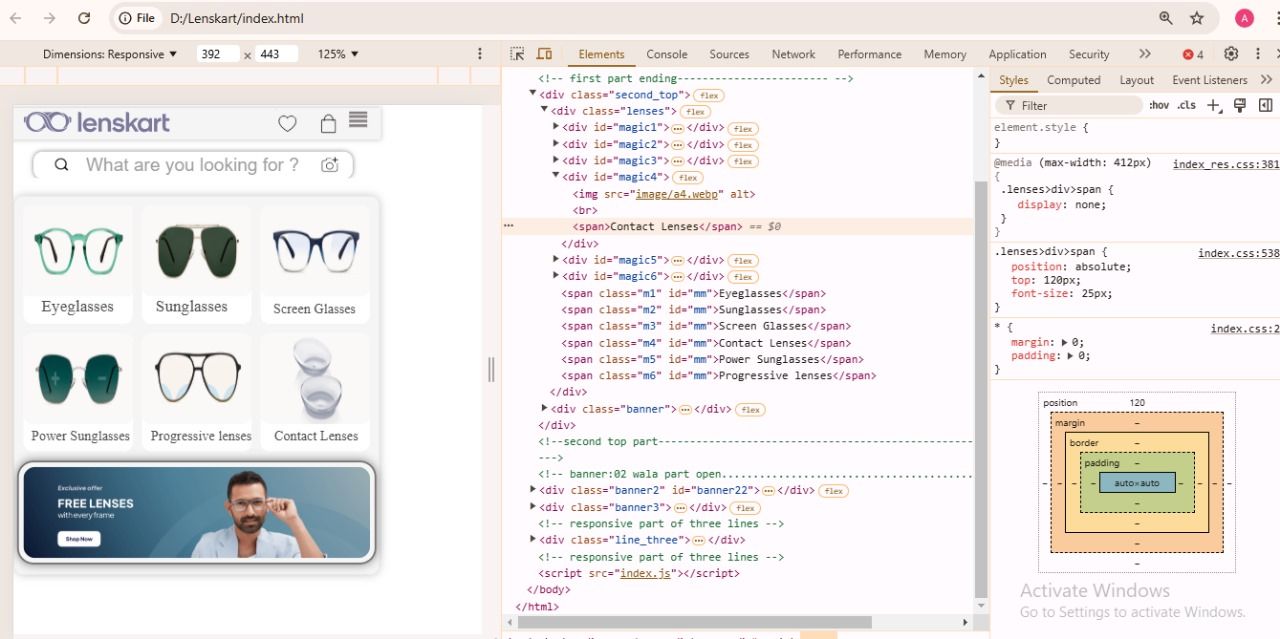 File D:/Lenskart/index.html A
Dimensions: Responsive 392 × 443 125%
Elements Console Sources Network Performance Memory Application Security 4
lenskart
What are you looking for ?
Eyeglasses Sunglasses Screen Glasses
Power Sunglasses Progressive lenses Contact Lenses
Exclusive offer
FREE LENSES
with every frame
Shop Now
<!-- first part ending------------------------ -->
<div class="second_top"> flex
<div class="lenses"> flex
<div id="magic1"> … </div> flex
<div id="magic2"> … </div> flex
<div id="magic3"> … </div> flex
<div id="magic4"> flex
<img src="image/a4.webp" alt>
<br>
… <span>Contact Lenses</span> == $0
</div>
<div id="magic5"> … </div> flex
<div id="magic6"> … </div> flex
<span class="m1" id="mm">Eyeglasses</span>
<span class="m2" id="mm">Sunglasses</span>
<span class="m3" id="mm">Screen Glasses</span>
<span class="m4" id="mm">Contact Lenses</span>
<span class="m5" id="mm">Power Sunglasses</span>
<span class="m6" id="mm">Progressive lenses</span>
</div>
<div class="banner"> … </div> flex
</div>
<!--second top part--------------------------------------------------
-->
<!-- banner:02 wala part open........................................
<div class="banner2" id="banner22"> … </div> flex
<div class="banner3"> … </div> flex
<!-- responsive part of three lines -->
<div class="line_three"> … </div>
<!-- responsive part of three lines -->
<script src="index.js"></script>
</body>
</html>
Styles Computed Layout Event Listeners
Filter :hov .cls
element.style {
}
@media (max-width: 412px) index_res.css:381
{
.lenses>div>span {
display: none;
}
}
.lenses>div>span { index.css:538
position: absolute;
top: 120px;
font-size: 25px;
}
* { index.css:2
margin: 0;
padding: 0;
}
position 120
margin –
border –
padding –
– – – – auto×auto – – – –
–
–
–
–
Activate Windows
Go to Settings to activate Windows.